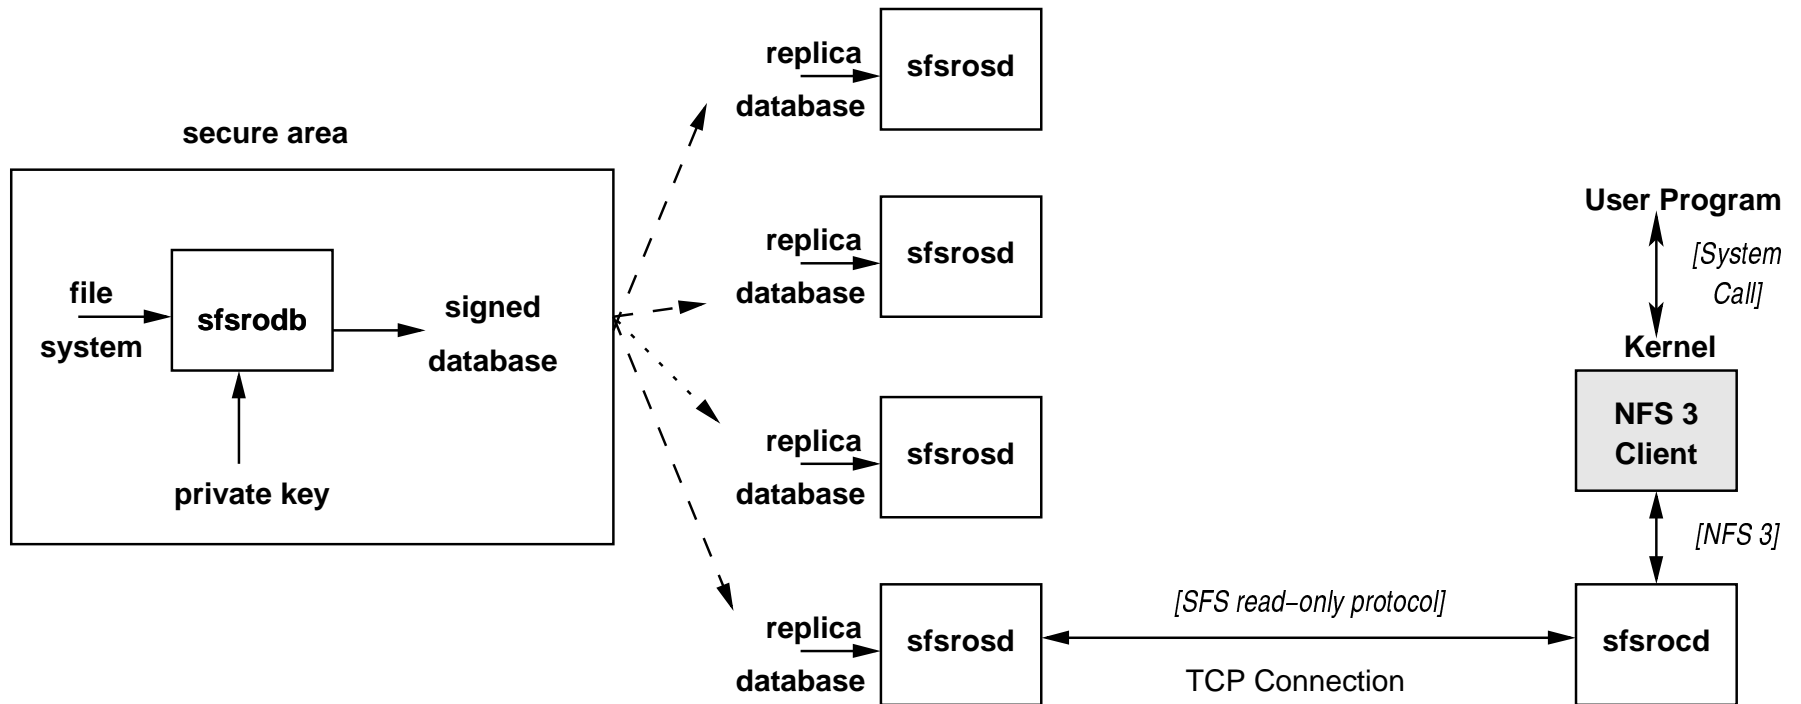 secure area
file
system
sfsrodb
signed
database
private key
replica
database
sfsrosd
replica
database
sfsrosd
replica
database
sfsrosd
replica
database
sfsrosd
[SFS read−only protocol]
TCP Connection
User Program
[System
Call]
Kernel
NFS 3
Client
[NFS 3]
sfsrocd